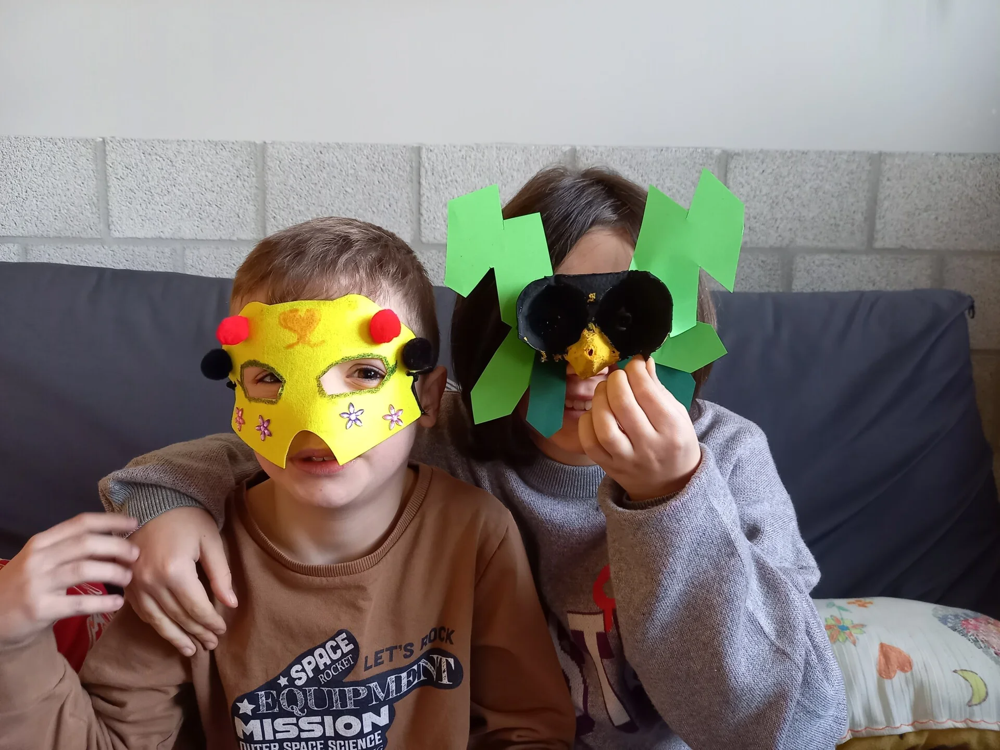 SPACE
ROCKET
LET'S ROCK
EQUIPMENT
MISSION
OUTER SPACE SCIENCE